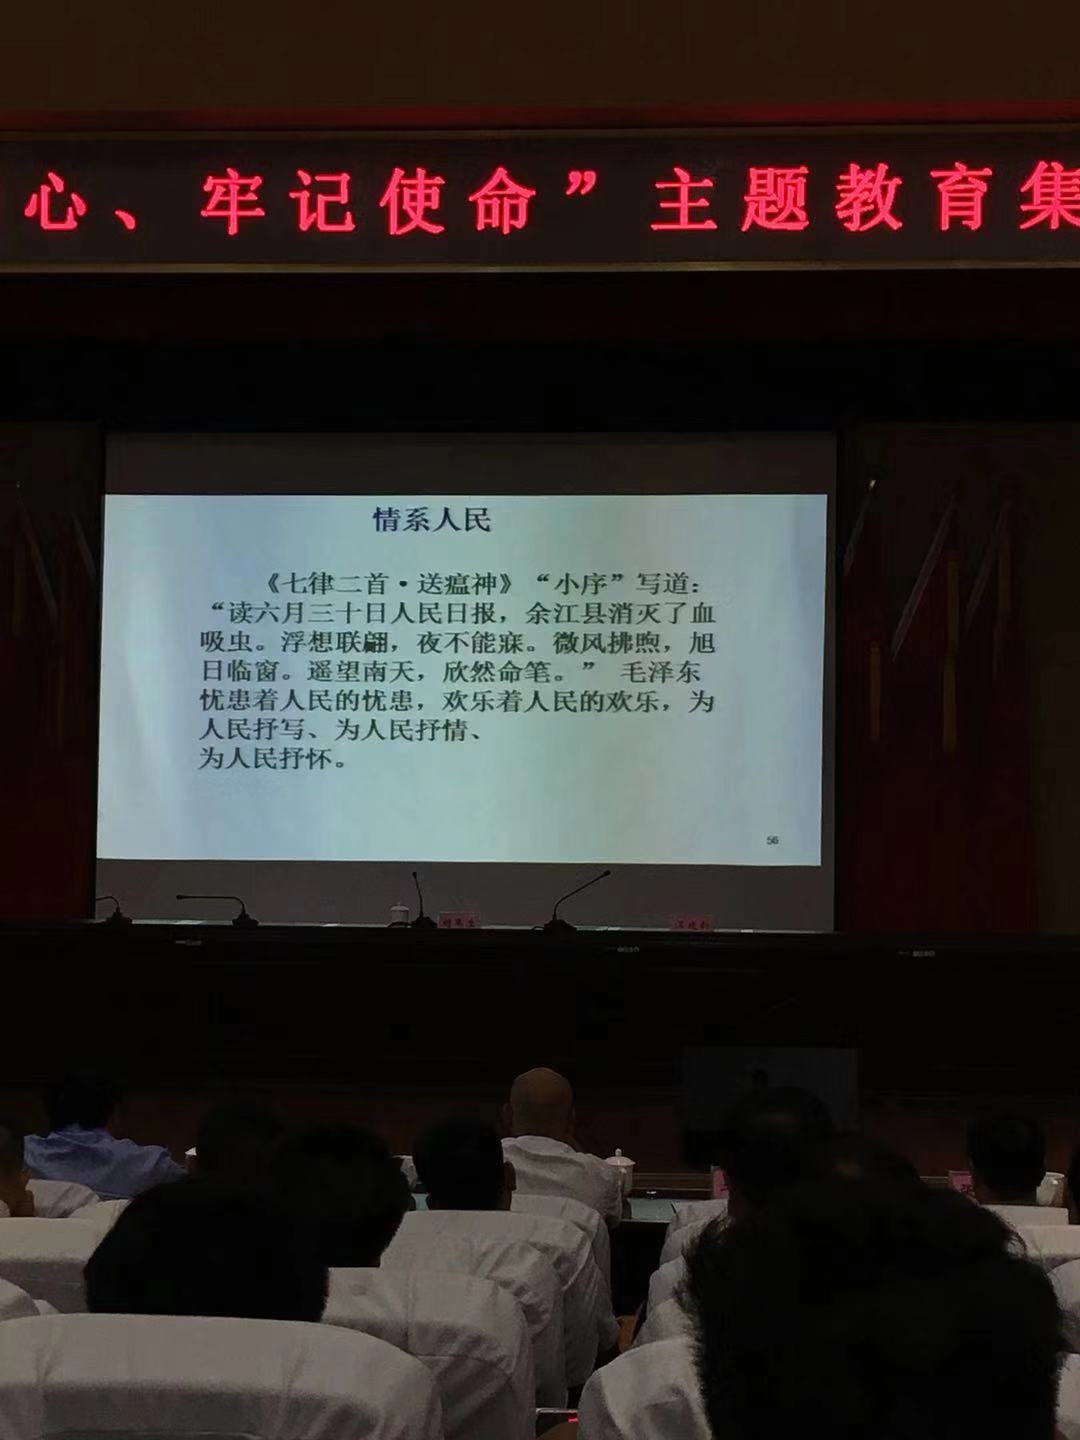 心、牢记使命”主题教育集
情系人民
《七律二首·送瘟神》“小序”写道：
“读六月三十日人民日报，余江县消灭了血
吸虫。浮想联翩，夜不能寐。微风拂煦，旭
日临窗。遥望南天，欣然命笔。” 毛泽东
忧患着人民的忧患，欢乐着人民的欢乐，为
人民抒写、为人民抒情、
为人民抒怀。
56